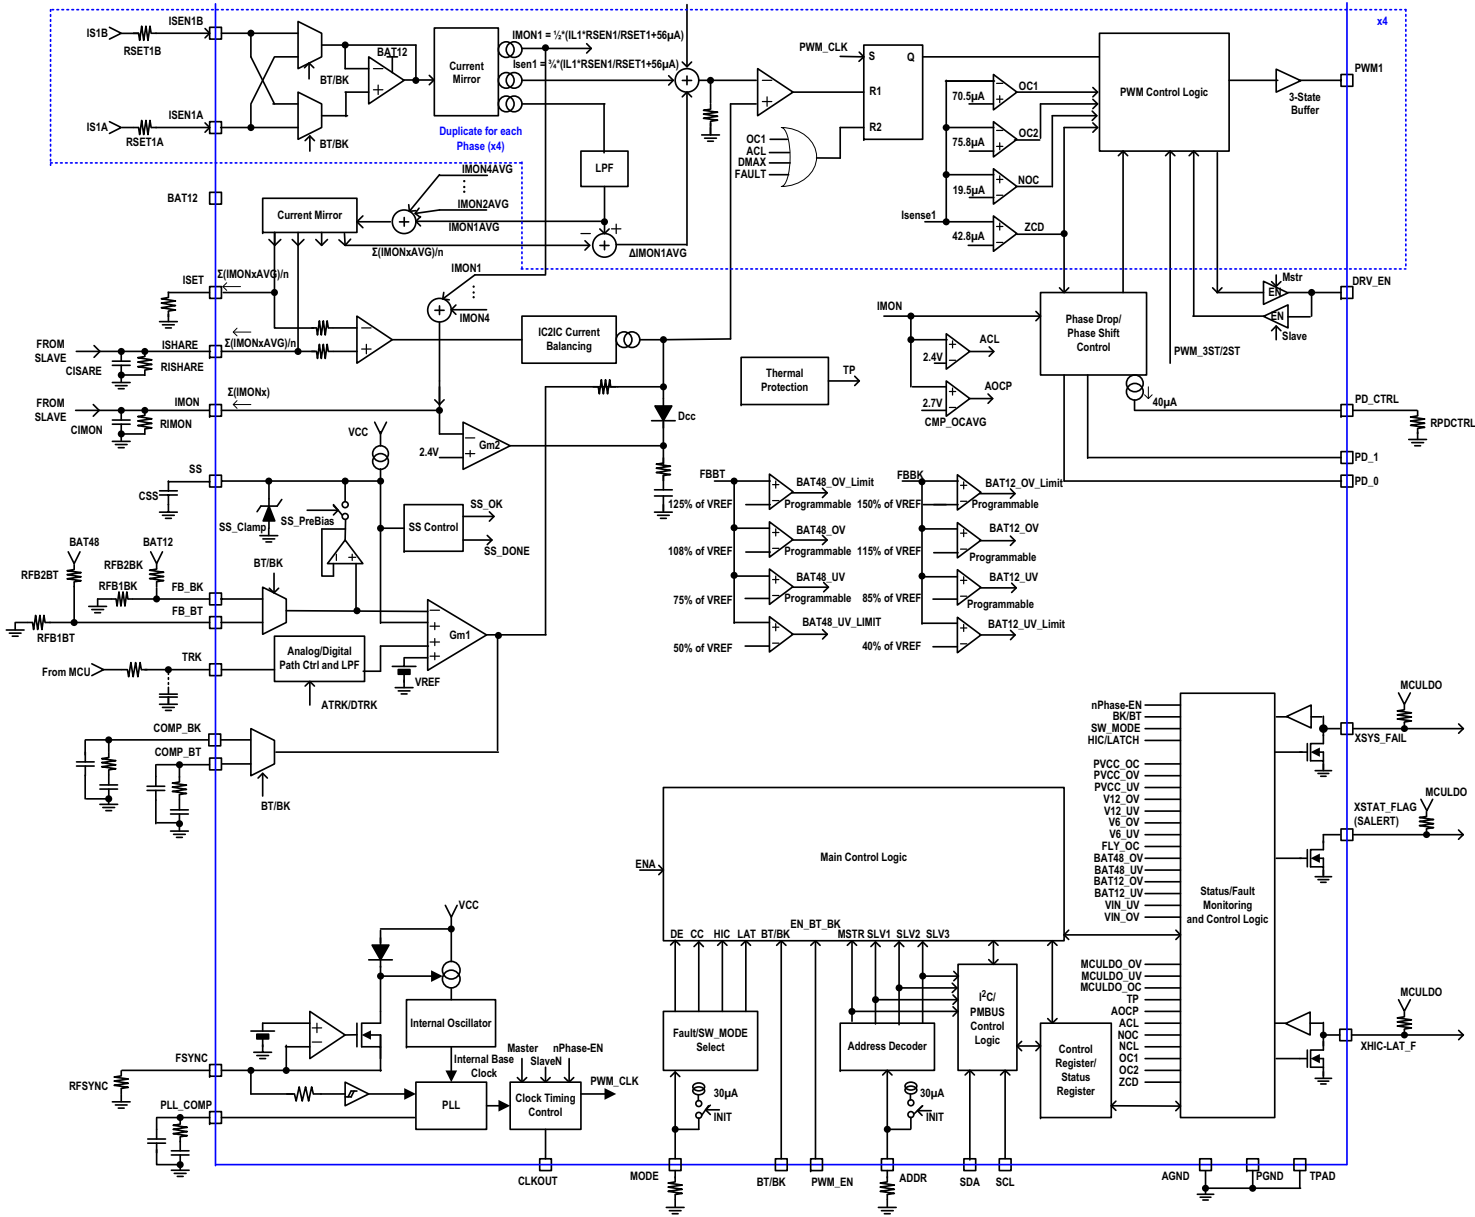 x4
IS1B
ISEN1B
RSET1B
BT/BK
BAT12
Current
Mirror
IMON1 = ½*(IL1*RSEN1/RSET1+56µA)
Isen1 = ¾*(IL1*RSEN1/RSET1+56µA)
IS1A
ISEN1A
RSET1A
BT/BK
Duplicate for each
Phase (x4)
LPF
PWM_CLK
S
Q
R1
R2
OC1
ACL
DMAX
FAULT
70.5µA
OC1
75.8µA
OC2
19.5µA
NOC
Isense1
42.8µA
ZCD
PWM Control Logic
3-State
Buffer
PWM1
BAT12
Current Mirror
IMON4AVG
IMON2AVG
IMON1AVG
Σ(IMONxAVG)/n
ΔIMON1AVG
ISET
Σ(IMONxAVG)/n
IMON1
IMON4
FROM
SLAVE
CISARE
ISHARE
RISHARE
Σ(IMONxAVG)/n
IC2IC Current
Balancing
FROM
SLAVE
CIMON
IMON
RIMON
Σ(IMONx)
Thermal
Protection
TP
IMON
2.4V
ACL
2.7V
AOCP
CMP_OCAVG
Phase Drop/
Phase Shift
Control
PWM_3ST/2ST
Mstr
EN
EN
Slave
DRV_EN
40µA
PD_CTRL
RPDCTRL
PD_1
PD_0
VCC
2.4V
Gm2
Dcc
SS
CSS
SS_Clamp
SS_PreBias
SS Control
SS_OK
SS_DONE
FBBT
125% of VREF
BAT48_OV_Limit
Programmable
108% of VREF
BAT48_OV
Programmable
75% of VREF
BAT48_UV
Programmable
50% of VREF
BAT48_UV_LIMIT
FBBK
150% of VREF
BAT12_OV_Limit
Programmable
115% of VREF
BAT12_OV
Programmable
85% of VREF
BAT12_UV
Programmable
40% of VREF
BAT12_UV_Limit
BAT48
BAT12
RFB2BT
RFB2BK
RFB1BK
FB_BK
FB_BT
RFB1BT
BT/BK
Gm1
VREF
From MCU
TRK
Analog/Digital
Path Ctrl and LPF
ATRK/DTRK
COMP_BK
COMP_BT
BT/BK
ENA
Main Control Logic
DE
CC
HIC
LAT
BT/BK
EN_BT_BK
MSTR
SLV1
SLV2
SLV3
Fault/SW_MODE
Select
Address Decoder
I²C/
PMBUS
Control
Logic
Control
Register/
Status
Register
30µA
INIT
30µA
INIT
nPhase-EN
BK/BT
SW_MODE
HIC/LATCH
PVCC_OC
PVCC_OV
PVCC_UV
V12_OV
V12_UV
V6_OV
V6_UV
FLY_OC
BAT48_OV
BAT48_UV
BAT12_OV
BAT12_UV
VIN_UV
VIN_OV
MCULDO_OV
MCULDO_UV
MCULDO_OC
TP
AOCP
ACL
NOC
NCL
OC1
OC2
ZCD
Status/Fault
Monitoring
and Control Logic
MCULDO
XSYS_FAIL
MCULDO
XSTAT_FLAG
(SALERT)
MCULDO
XHIC-LAT_F
VCC
Internal Oscillator
Internal Base
Clock
FSYNC
RFSYNC
PLL_COMP
PLL
Master
SlaveN
nPhase-EN
Clock Timing
Control
PWM_CLK
CLKOUT
MODE
BT/BK
PWM_EN
ADDR
SDA
SCL
AGND
PGND
TPAD